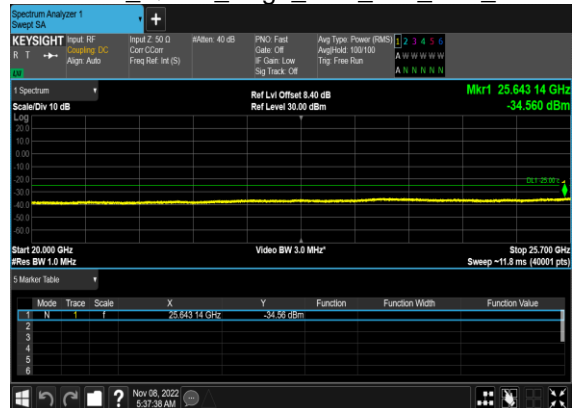 Spectrum Analyzer 1
Swept SA
+
KEYSIGHT
R T
LW
Input: RF
Coupling: DC
Align: Auto
Input Z: 50 Ω
Corr CCorr
Freq Ref: Int (S)
#Atten: 40 dB
PNO: Fast
Gate: Off
IF Gain: Low
Sig Track: Off
Avg Type: Power (RMS)
Avg|Hold: 100/100
Trig: Free Run
1 2 3 4 5 6
A W W W W W
A N N N N N
1 Spectrum
Scale/Div 10 dB
Ref Lvl Offset 8.40 dB
Ref Level 30.00 dBm
Mkr1 25.643 14 GHz
-34.560 dBm
Log
20.0
10.0
0.00
-10.0
-20.0
-30.0
-40.0
-50.0
-60.0
1
Start 20.000 GHz
#Res BW 1.0 MHz
Video BW 3.0 MHz*
Stop 25.700 GHz
Sweep ~11.8 ms (40001 pts)
5 Marker Table
Mode Trace Scale X Y Function Function Width Function Value
1 N 1 f 25.643 14 GHz -34.56 dBm
2
3
4
5
6
?
Nov 08, 2022
5:37:38 AM